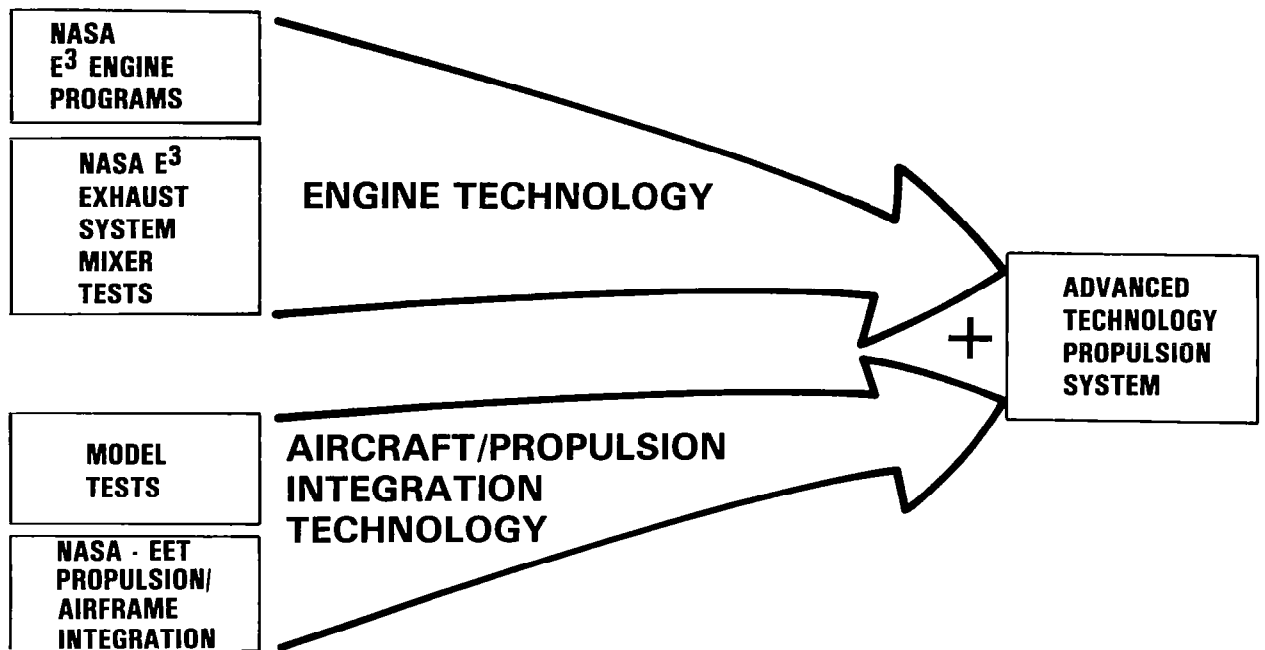 NASA
E³ ENGINE
PROGRAMS
NASA E³
EXHAUST
SYSTEM
MIXER
TESTS
ENGINE TECHNOLOGY
+
ADVANCED
TECHNOLOGY
PROPULSION
SYSTEM
MODEL
TESTS
AIRCRAFT/PROPULSION
INTEGRATION
TECHNOLOGY
NASA - EET
PROPULSION/
AIRFRAME
INTEGRATION